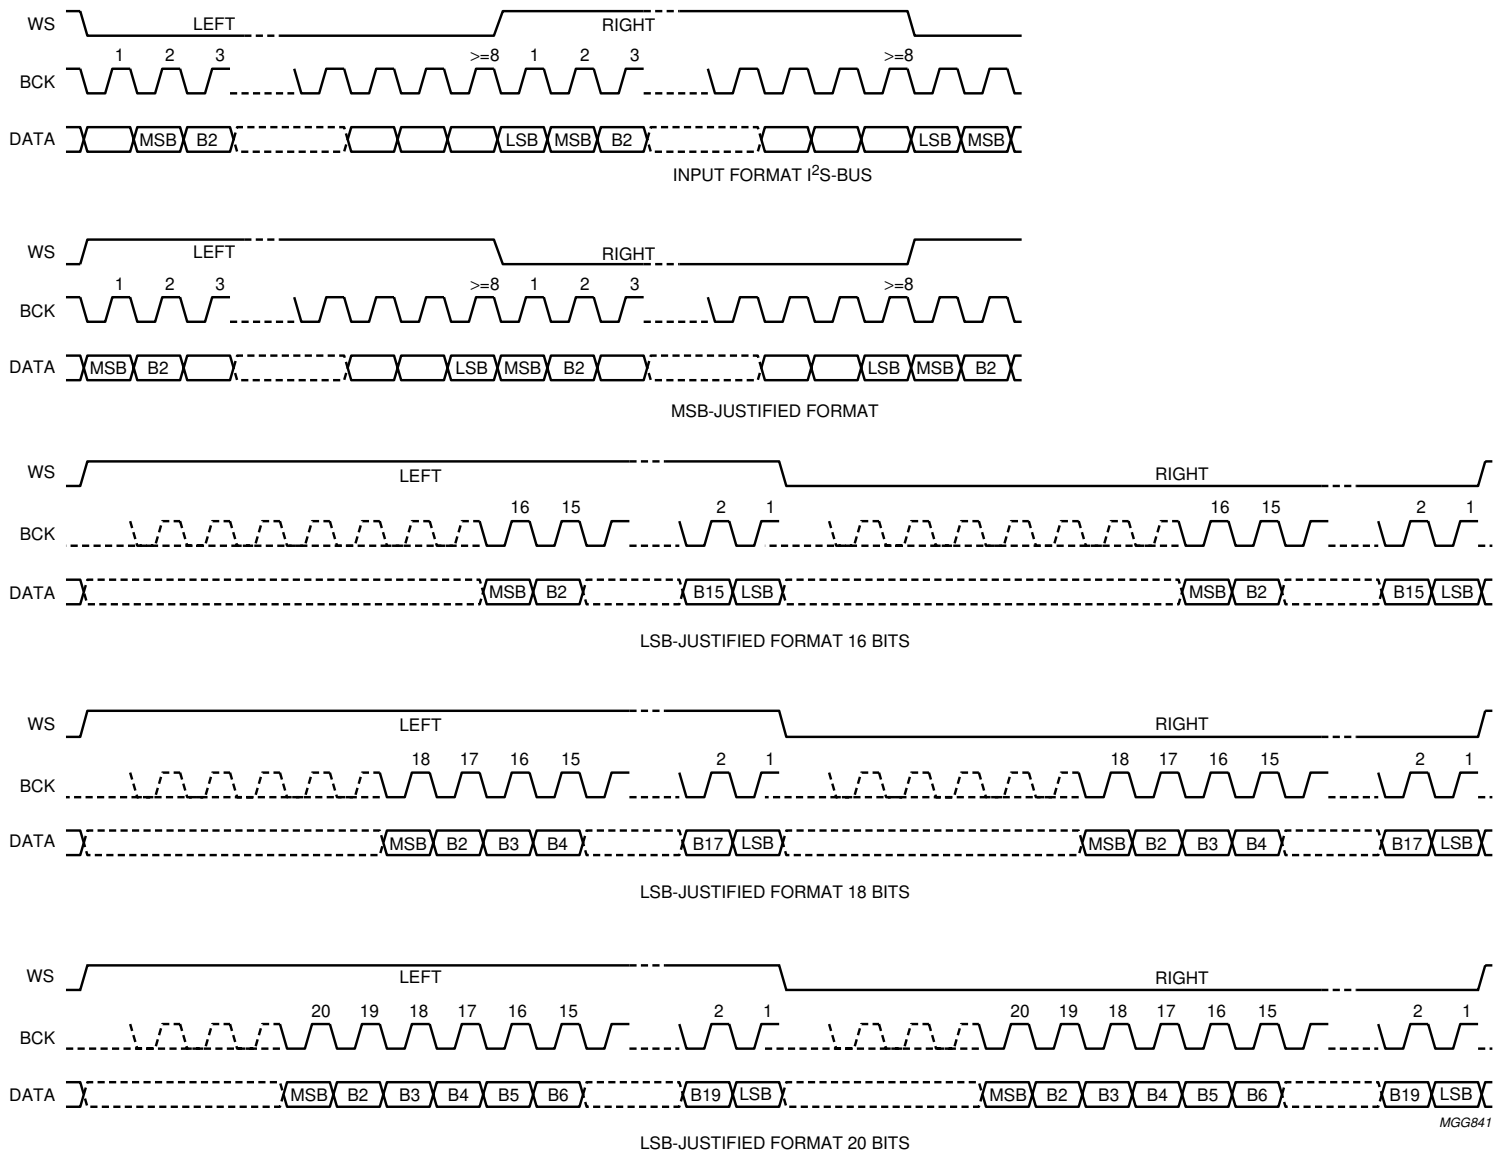 WS LEFT RIGHT
1 2 3 >=8 1 2 3 >=8
BCK
DATA MSB B2 LSB MSB B2 LSB MSB
INPUT FORMAT I²S-BUS
WS LEFT RIGHT
1 2 3 >=8 1 2 3 >=8
BCK
DATA MSB B2 LSB MSB B2 LSB MSB B2
MSB-JUSTIFIED FORMAT
WS LEFT RIGHT
16 15 2 1 16 15 2 1
BCK
DATA MSB B2 B15 LSB MSB B2 B15 LSB
LSB-JUSTIFIED FORMAT 16 BITS
WS LEFT RIGHT
18 17 16 15 2 1 18 17 16 15 2 1
BCK
DATA MSB B2 B3 B4 B17 LSB MSB B2 B3 B4 B17 LSB
LSB-JUSTIFIED FORMAT 18 BITS
WS LEFT RIGHT
20 19 18 17 16 15 2 1 20 19 18 17 16 15 2 1
BCK
DATA MSB B2 B3 B4 B5 B6 B19 LSB MSB B2 B3 B4 B5 B6 B19 LSB
MGG841
LSB-JUSTIFIED FORMAT 20 BITS